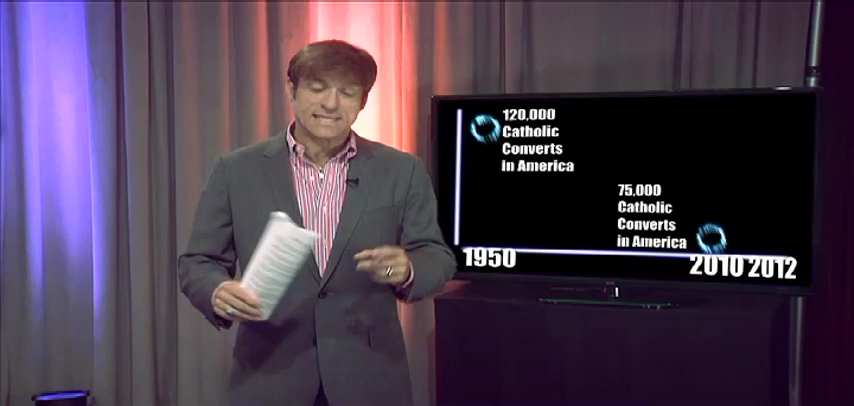 120,000
Catholic
Converts
in America
75,000
Catholic
Converts
in America
1950
2010 2012